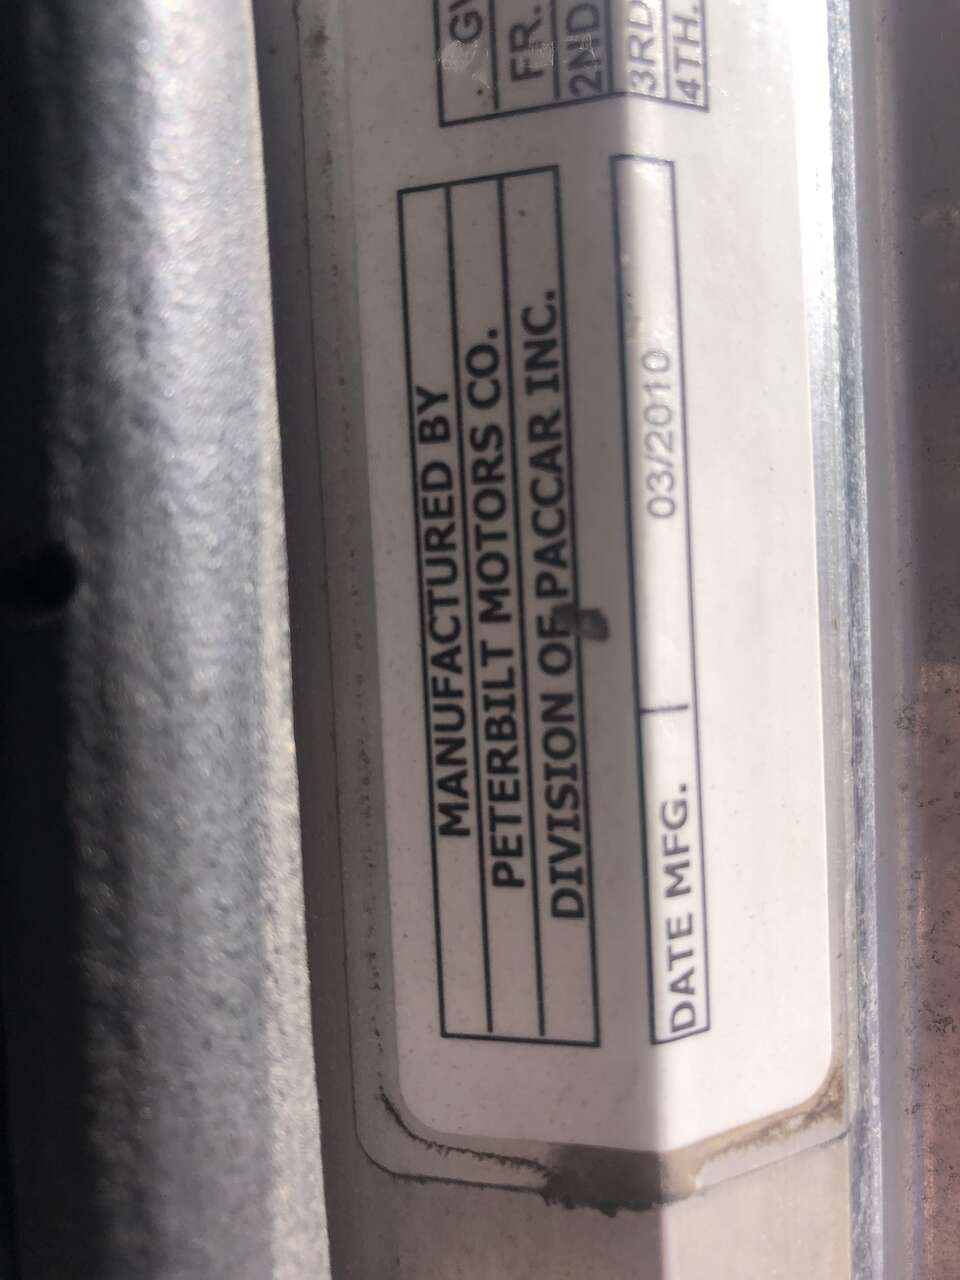 MANUFACTURED BY
PETERBILT MOTORS CO.
DIVISION OF PACCAR INC.
DATE MFG. 03/2010
FR.
2ND
3RD
4TH.